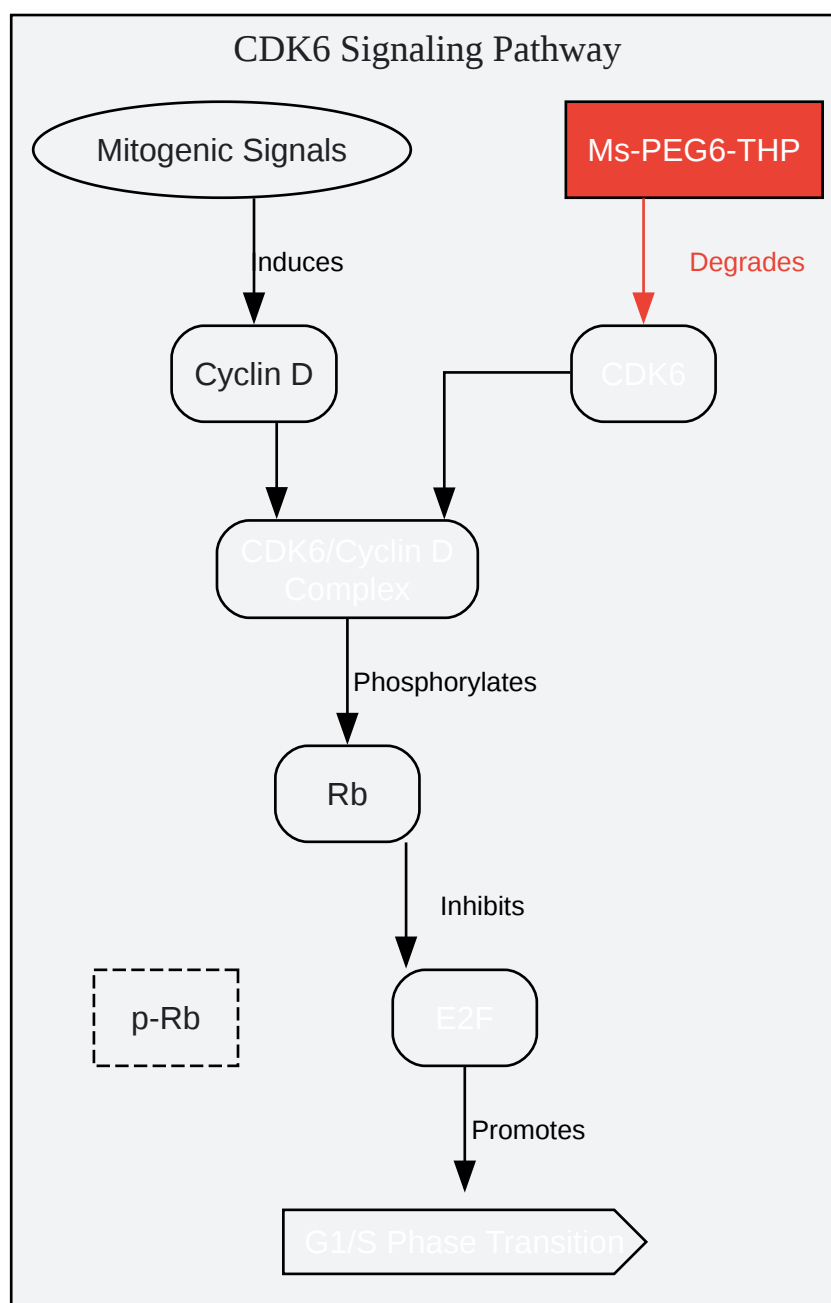 CDK6 Signaling Pathway
Mitogenic Signals
Ms-PEG6-THP
Induces
Degrades
Cyclin D
CDK6
CDK6/Cyclin D
Complex
Phosphorylates
Rb
Inhibits
p-Rb
E2F
Promotes
G1/S Phase Transition